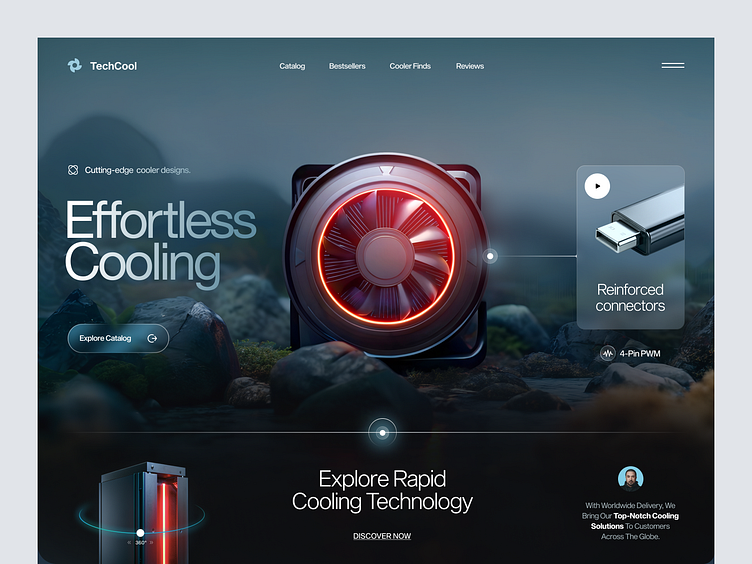 TechCool
Catalog
Bestsellers
Cooler Finds
Reviews
Cutting-edge cooler designs.
Effortless
Cooling
Explore Catalog
Reinforced
connectors
4-Pin PWM
Explore Rapid
Cooling Technology
DISCOVER NOW
360°
With Worldwide Delivery, We
Bring Our Top-Notch Cooling
Solutions To Customers
Across The Globe.